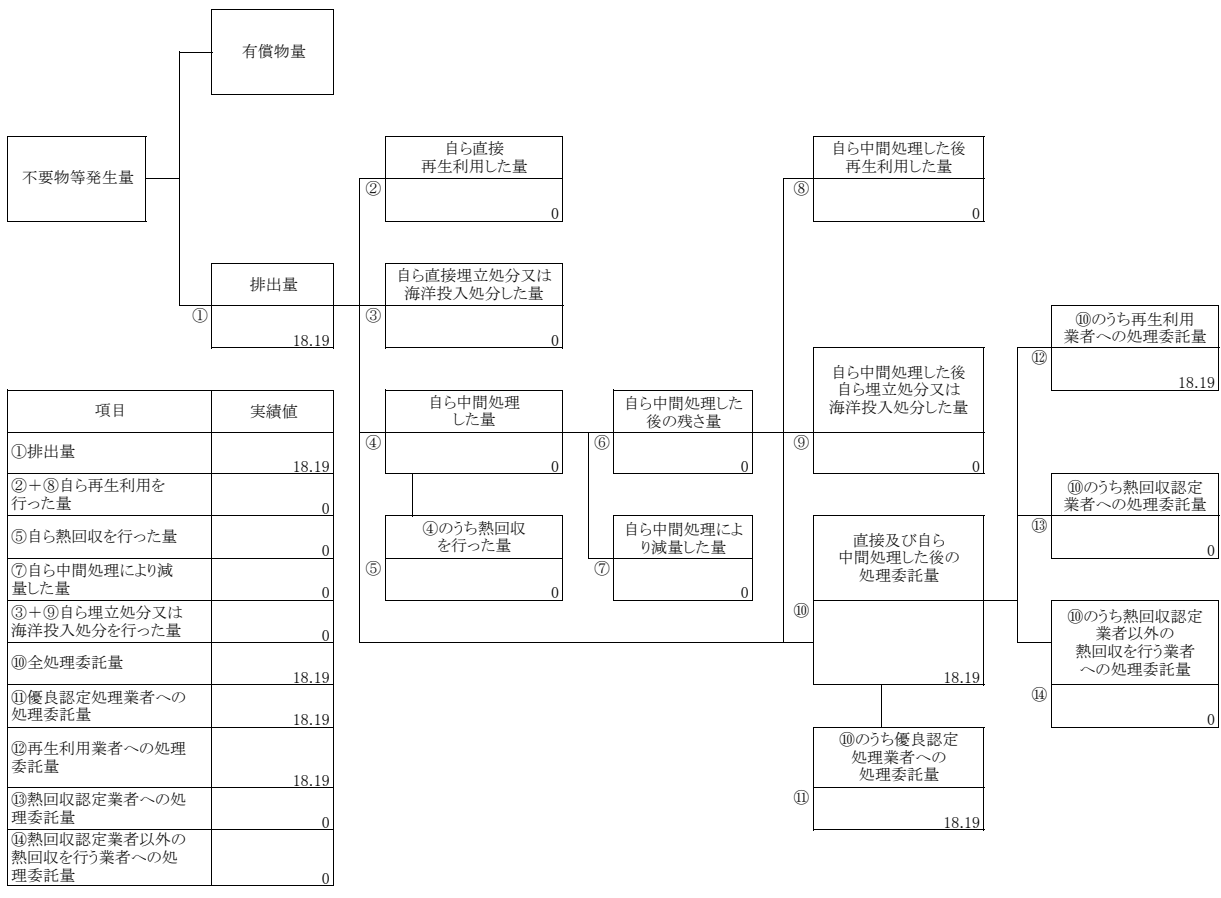 有償物量
不要物等発生量
自ら直接
再生利用した量
②
0
自ら中間処理した後
再生利用した量
⑧
0
排出量
①
18.19
自ら直接埋立処分又は
海洋投入処分した量
③
0
⑩のうち再生利用
業者への処理委託量
⑫
18.19
自ら中間処理
した量
④
0
自ら中間処理した
後の残さ量
⑥
0
自ら中間処理した後
自ら埋立処分又は
海洋投入処分した量
⑨
0
④のうち熱回収
を行った量
⑤
0
自ら中間処理によ
り減量した量
⑦
0
直接及び自ら
中間処理した後の
処理委託量
⑩
18.19
⑩のうち熱回収認定
業者への処理委託量
⑬
0
⑩のうち熱回収認定
業者以外の
熱回収を行う業者
への処理委託量
⑭
0
⑩のうち優良認定
処理業者への
処理委託量
⑪
18.19
項目 実績値
①排出量
18.19
②＋⑧自ら再生利用を
行った量
0
⑤自ら熱回収を行った量
0
⑦自ら中間処理により減
量した量
0
③＋⑨自ら埋立処分又は
海洋投入処分を行った量
0
⑩全処理委託量
18.19
⑪優良認定処理業者への
処理委託量
18.19
⑫再生利用業者への処理
委託量
18.19
⑬熱回収認定業者への処
理委託量
0
⑭熱回収認定業者以外の
熱回収を行う業者への処
理委託量
0